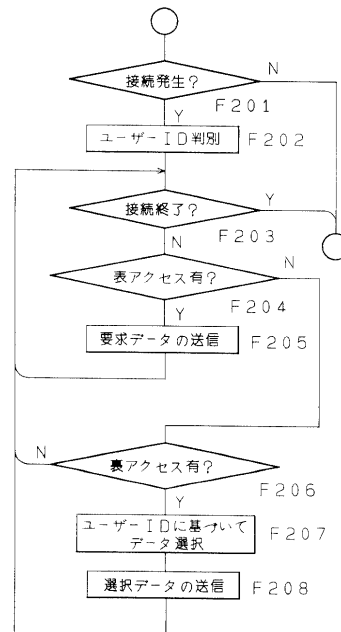 接続発生?
N
F201
Y
ユーザーID判別
F202
接続終了?
Y
F203
N
表アクセス有?
N
F204
Y
要求データの送信
F205
N
裏アクセス有?
F206
Y
ユーザーIDに基づいて
データ選択
F207
選択データの送信
F208